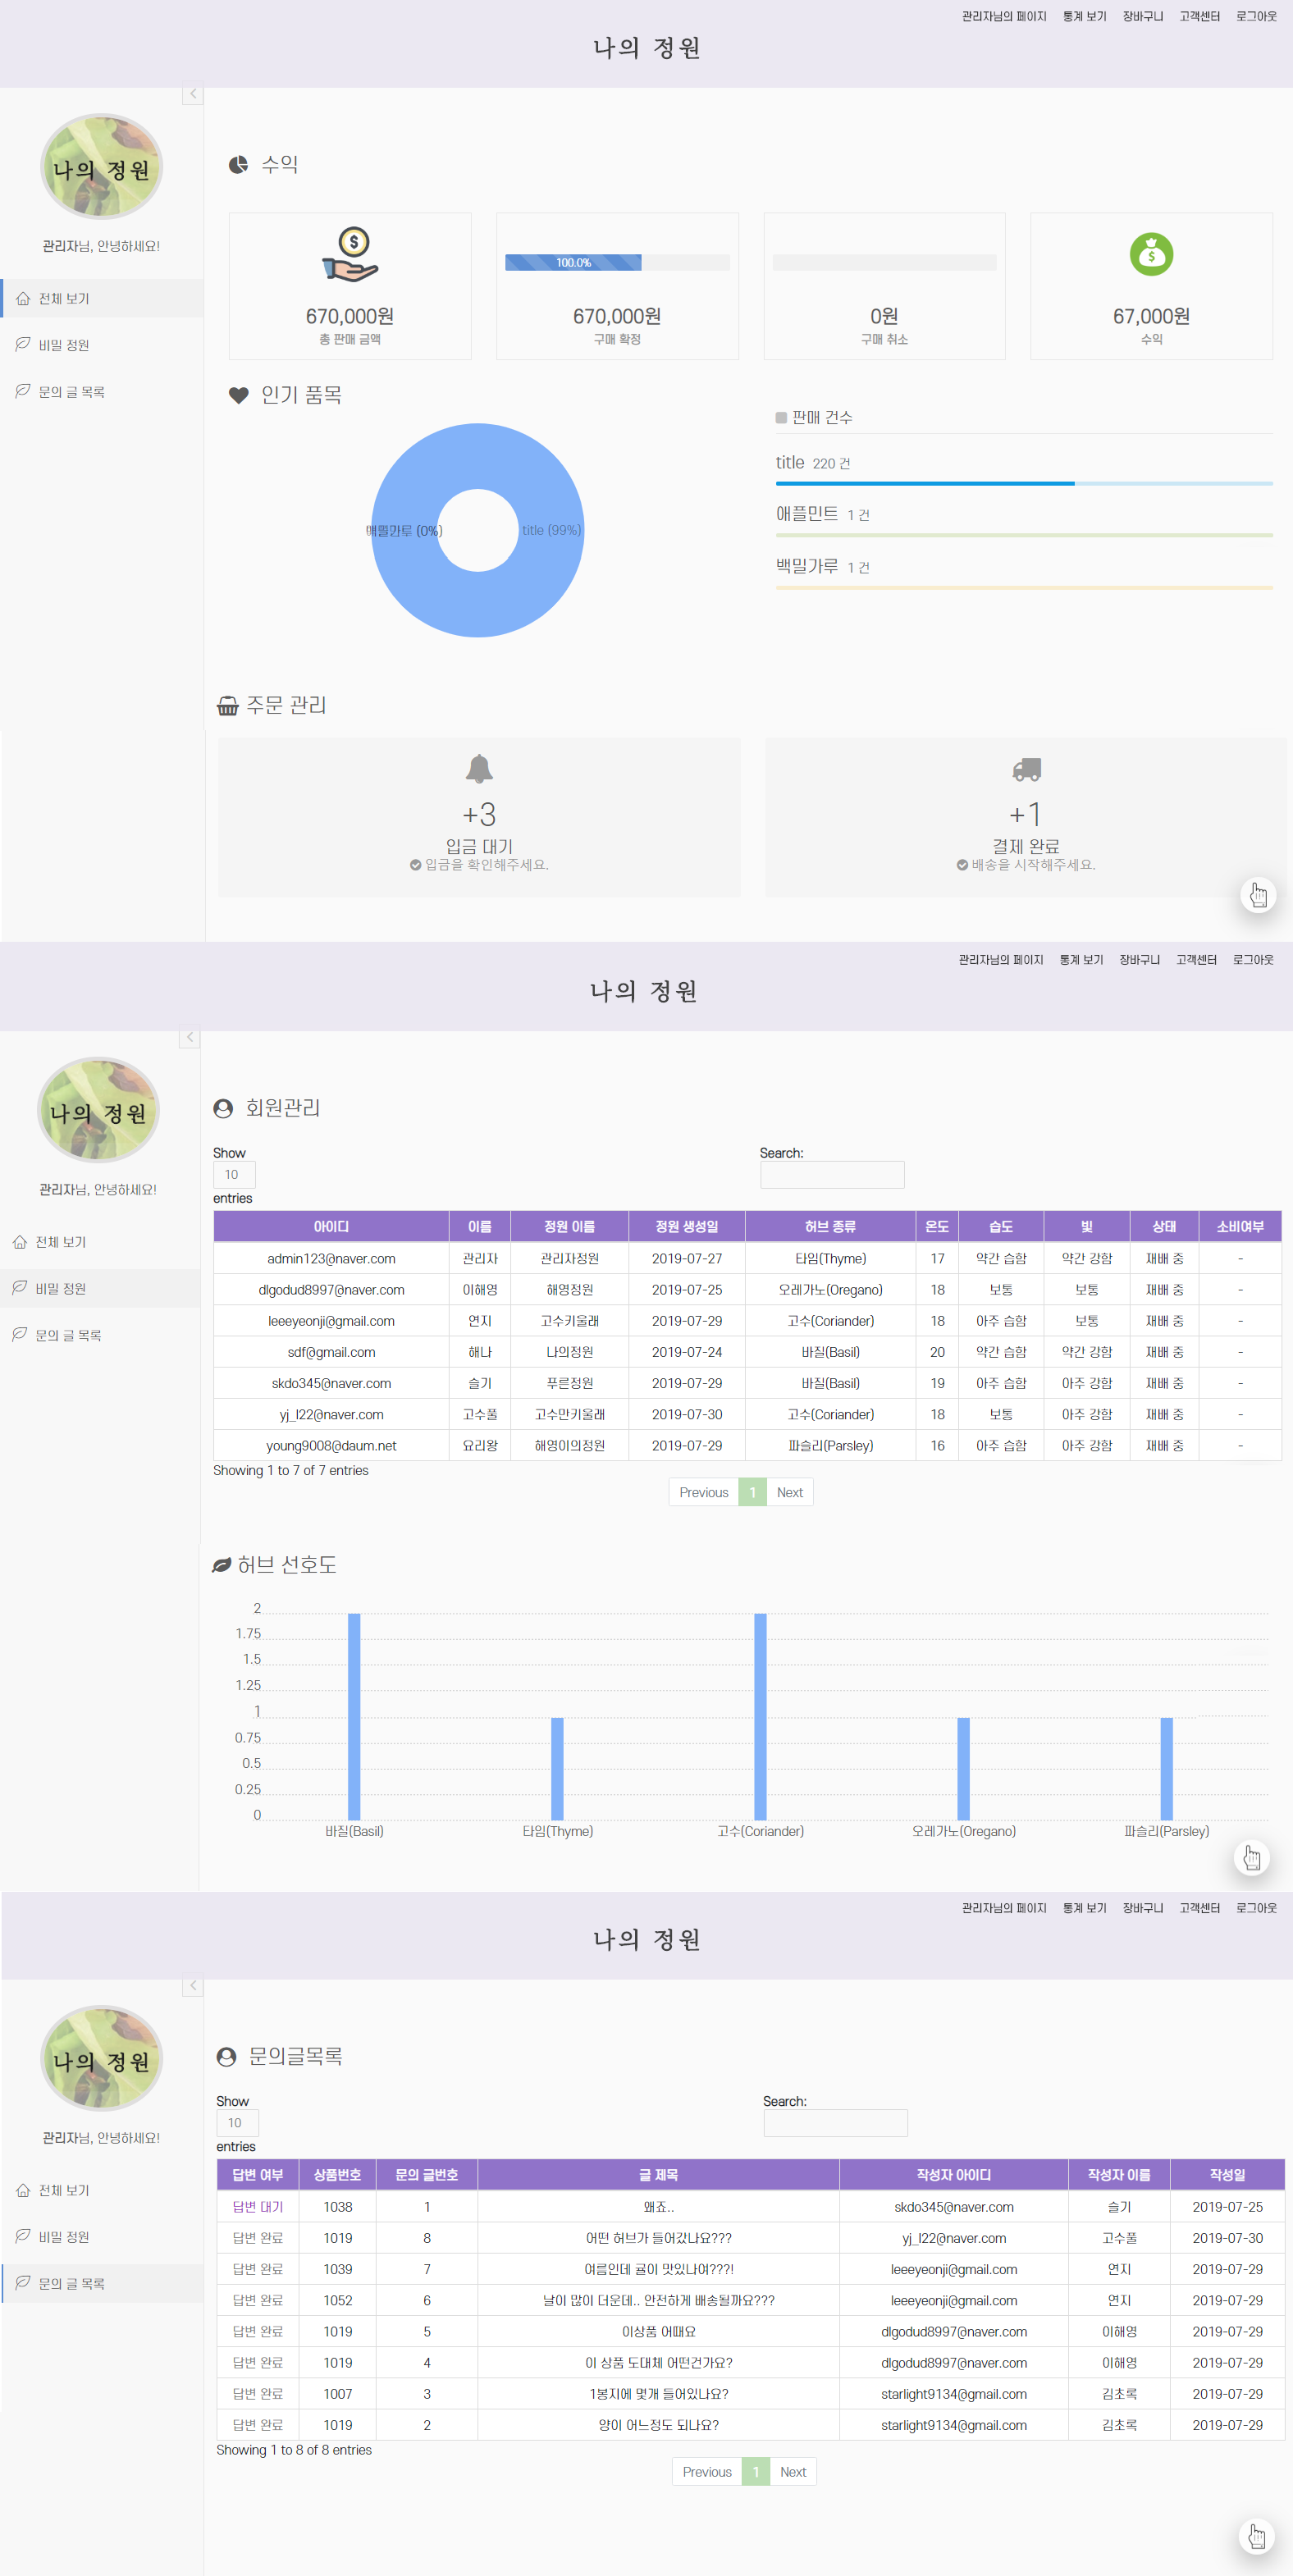 관리자님의 페이지 통계 보기 장바구니 고객센터 로그아웃
나의 정원
나의 정원
관리자님, 안녕하세요!
전체 보기
비밀 정원
문의 글 목록
수익
670,000원
총 판매 금액
100.0%
670,000원
구매 확정
0원
구매 취소
67,000원
수익
인기 품목
백밀가루 (0%)
title (99%)
판매 건수
title 220 건
애플민트 1 건
백밀가루 1 건
주문 관리
+3
입금 대기
입금을 확인해주세요.
+1
결제 완료
배송을 시작해주세요.
관리자님의 페이지 통계 보기 장바구니 고객센터 로그아웃
나의 정원
나의 정원
관리자님, 안녕하세요!
전체 보기
비밀 정원
문의 글 목록
회원관리
Show
10
entries
Search:
아이디 이름 정원 이름 정원 생성일 허브 종류 온도 습도 빛 상태 소비여부
admin123@naver.com 관리자 관리자정원 2019-07-27 타임(Thyme) 17 약간 습함 약간 강함 재배 중 -
dlgodud8997@naver.com 이해영 해영정원 2019-07-25 오레가노(Oregano) 18 보통 보통 재배 중 -
leeeyeonji@gmail.com 연지 고수키울래 2019-07-29 고수(Coriander) 18 아주 습함 보통 재배 중 -
sdf@gmail.com 해나 나의정원 2019-07-24 바질(Basil) 20 약간 습함 약간 강함 재배 중 -
skdo345@naver.com 슬기 푸른정원 2019-07-29 바질(Basil) 19 아주 습함 아주 강함 재배 중 -
yj_l22@naver.com 고수풀 고수만키울래 2019-07-30 고수(Coriander) 18 보통 아주 강함 재배 중 -
young9008@daum.net 요리왕 해영이의정원 2019-07-29 파슬리(Parsley) 16 아주 습함 아주 강함 재배 중 -
Showing 1 to 7 of 7 entries
Previous 1 Next
허브 선호도
2
1.75
1.5
1.25
1
0.75
0.5
0.25
0
바질(Basil) 타임(Thyme) 고수(Coriander) 오레가노(Oregano) 파슬리(Parsley)
관리자님의 페이지 통계 보기 장바구니 고객센터 로그아웃
나의 정원
나의 정원
관리자님, 안녕하세요!
전체 보기
비밀 정원
문의 글 목록
문의글목록
Show
10
entries
Search:
답변 여부 상품번호 문의 글번호 글 제목 작성자 아이디 작성자 이름 작성일
답변 대기 1038 1 왜죠.. skdo345@naver.com 슬기 2019-07-25
답변 완료 1019 8 어떤 허브가 들어갔나요??? yj_l22@naver.com 고수풀 2019-07-30
답변 완료 1039 7 여름인데 귤이 맛있나여???! leeeyeonji@gmail.com 연지 2019-07-29
답변 완료 1052 6 날이 많이 더운데.. 안전하게 배송될까요??? leeeyeonji@gmail.com 연지 2019-07-29
답변 완료 1019 5 이상품 어때요 dlgodud8997@naver.com 이해영 2019-07-29
답변 완료 1019 4 이 상품 도대체 어떤건가요? dlgodud8997@naver.com 이해영 2019-07-29
답변 완료 1007 3 1봉지에 몇개 들어있나요? starlight9134@gmail.com 김초록 2019-07-29
답변 완료 1019 2 양이 어느정도 되나요? starlight9134@gmail.com 김초록 2019-07-29
Showing 1 to 8 of 8 entries
Previous 1 Next